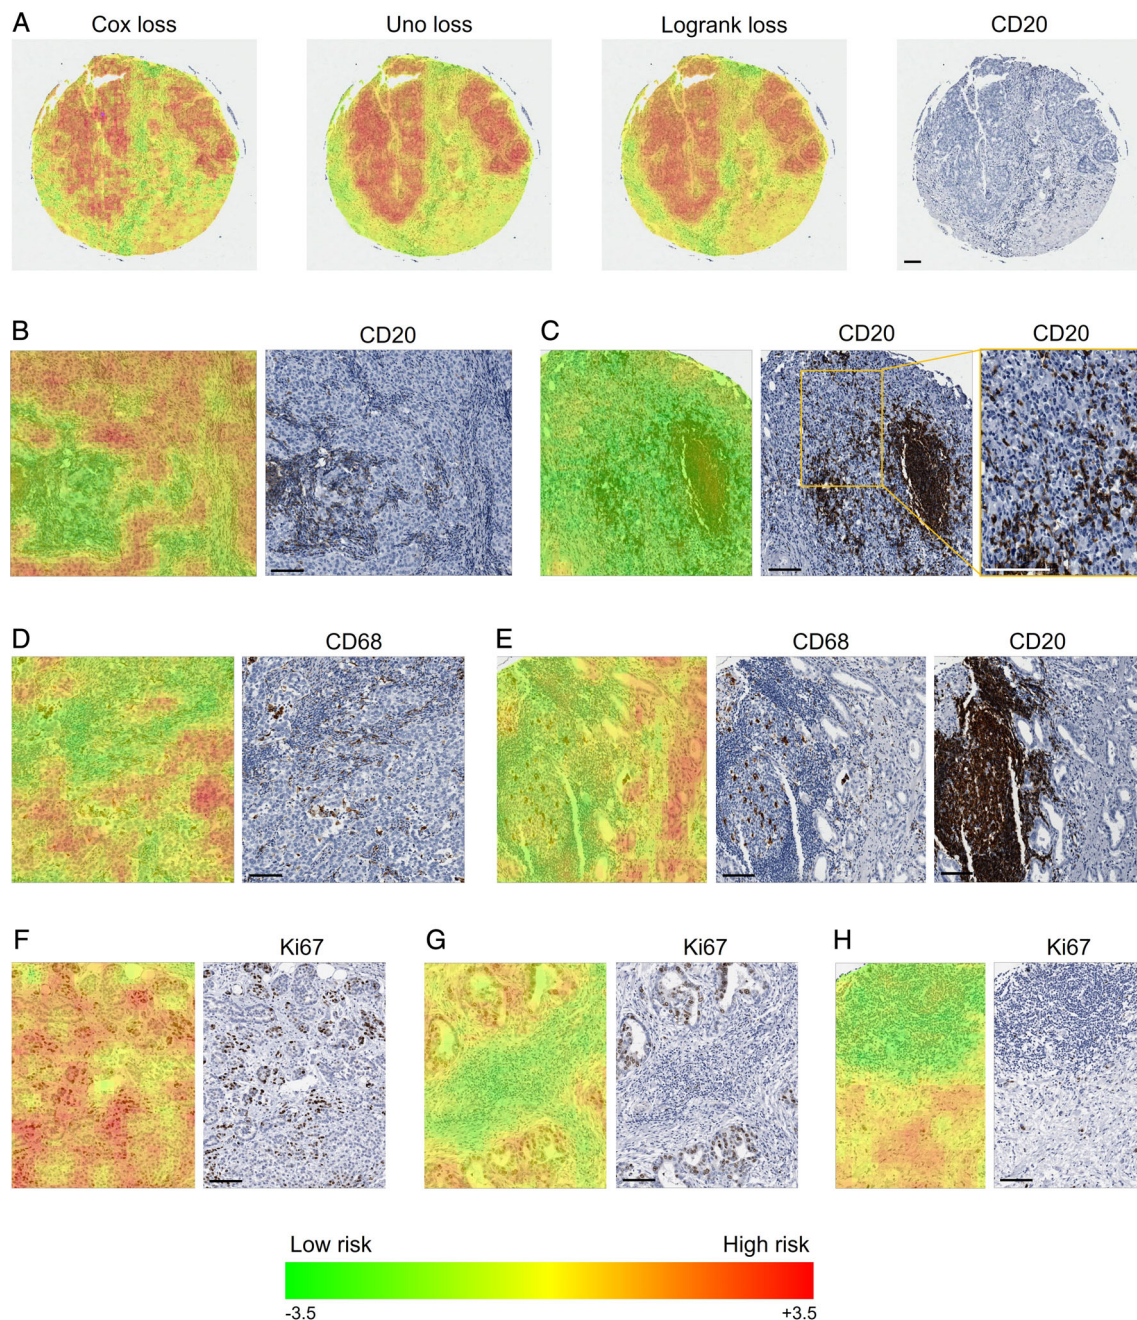 A
Cox loss
Uno loss
Logrank loss
CD20
B
CD20
C
CD20
CD20
D
CD68
E
CD68
CD20
F
Ki67
G
Ki67
H
Ki67
Low risk
High risk
-3.5
+3.5